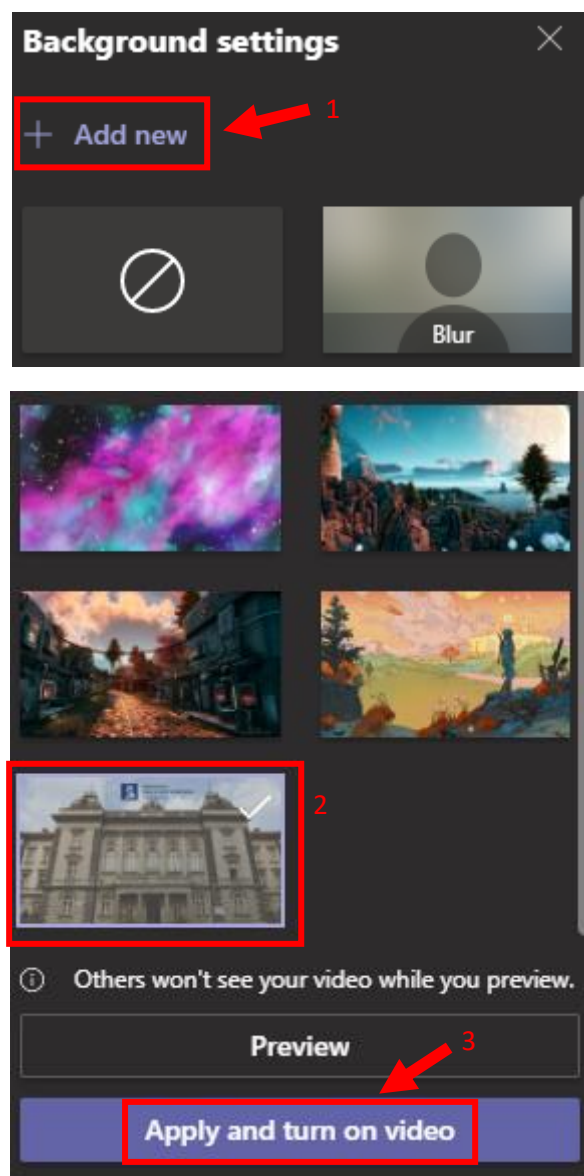 Background settings
+ Add new
1
Blur
2
Others won't see your video while you preview.
Preview
3
Apply and turn on video